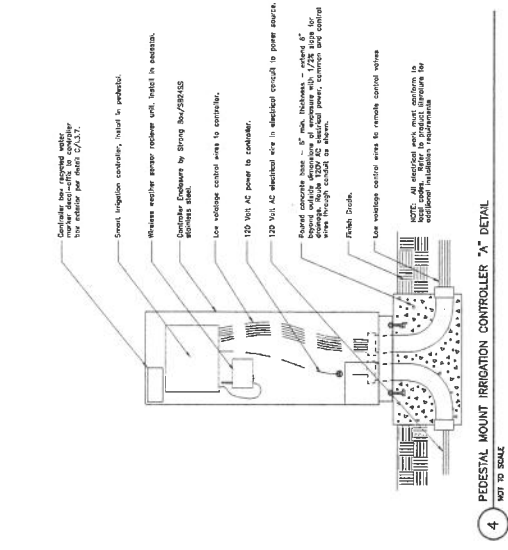 Controller box recycled water
marker decal-affix to controller
box exterior per detail C/L3.7.
Smart irrigation controller, install in pedestal.
Wireless weather sensor reciever unit. Install in pedestal.
Controller Enclosure by Strong Box/SB24SS
stainless steel.
Low volatage control wires to controller.
120 Volt AC power to controller.
120 Volt AC electrical wire in electrical conduit to power source.
Poured concrete base - 6" min. thickness - extend 6"
beyond outside dimensions of enclosure with 1/2% slope for
drainage. Route 120V AC electrical power, common and control
wires through conduit as shown.
Finish Grade.
Low voatage control wires to remote control valves
NOTE: All electrical work must conform to
local codes. Refer to product literature for
additional installation requirements
4
PEDESTAL MOUNT IRRIGATION CONTROLLER "A" DETAIL
NOT TO SCALE